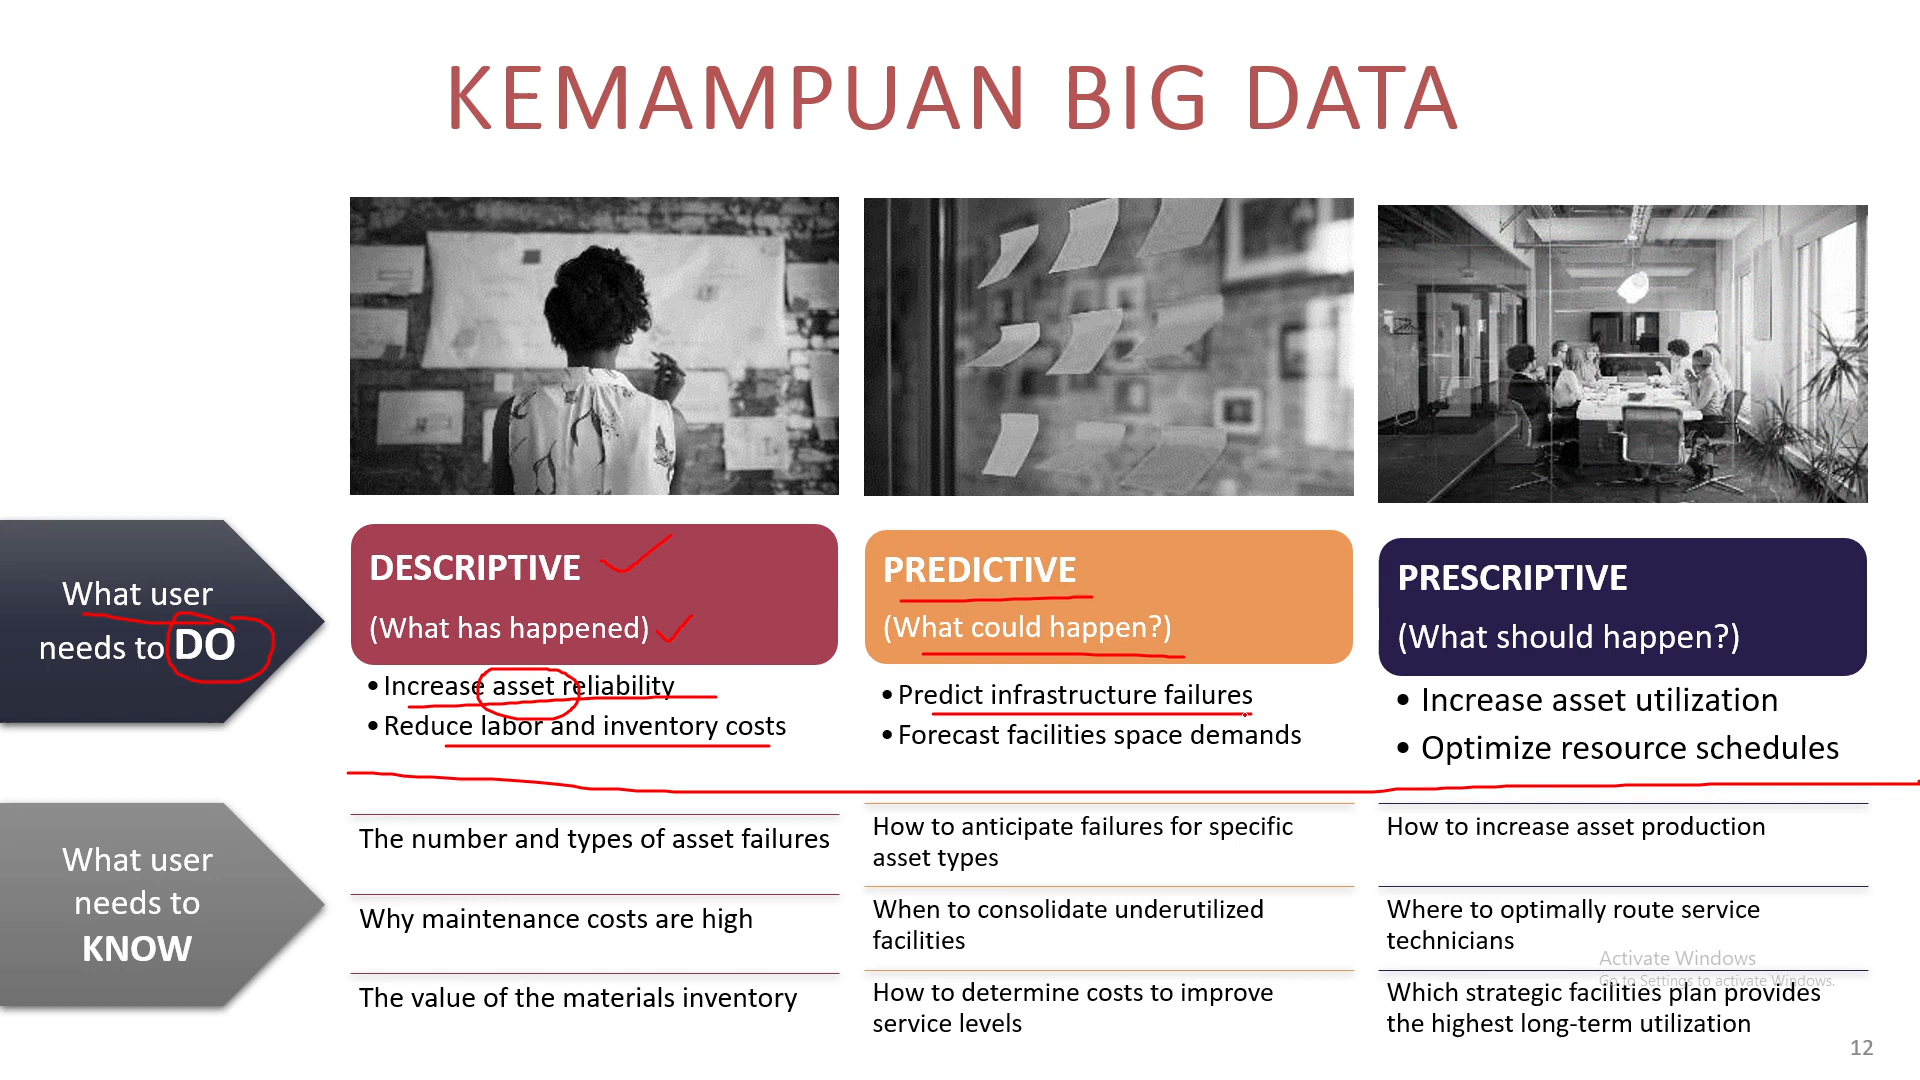 KEMAMPUAN BIG DATA
What user
needs to DO
DESCRIPTIVE
(What has happened)
• Increase asset reliability
• Reduce labor and inventory costs
PREDICTIVE
(What could happen?)
• Predict infrastructure failures
• Forecast facilities space demands
PRESCRIPTIVE
(What should happen?)
• Increase asset utilization
• Optimize resource schedules
What user
needs to
KNOW
The number and types of asset failures
Why maintenance costs are high
The value of the materials inventory
How to anticipate failures for specific
asset types
When to consolidate underutilized
facilities
How to determine costs to improve
service levels
How to increase asset production
Where to optimally route service
technicians
Which strategic facilities plan provides
the highest long-term utilization
Activate Windows
Go to Settings to activate Windows.
12